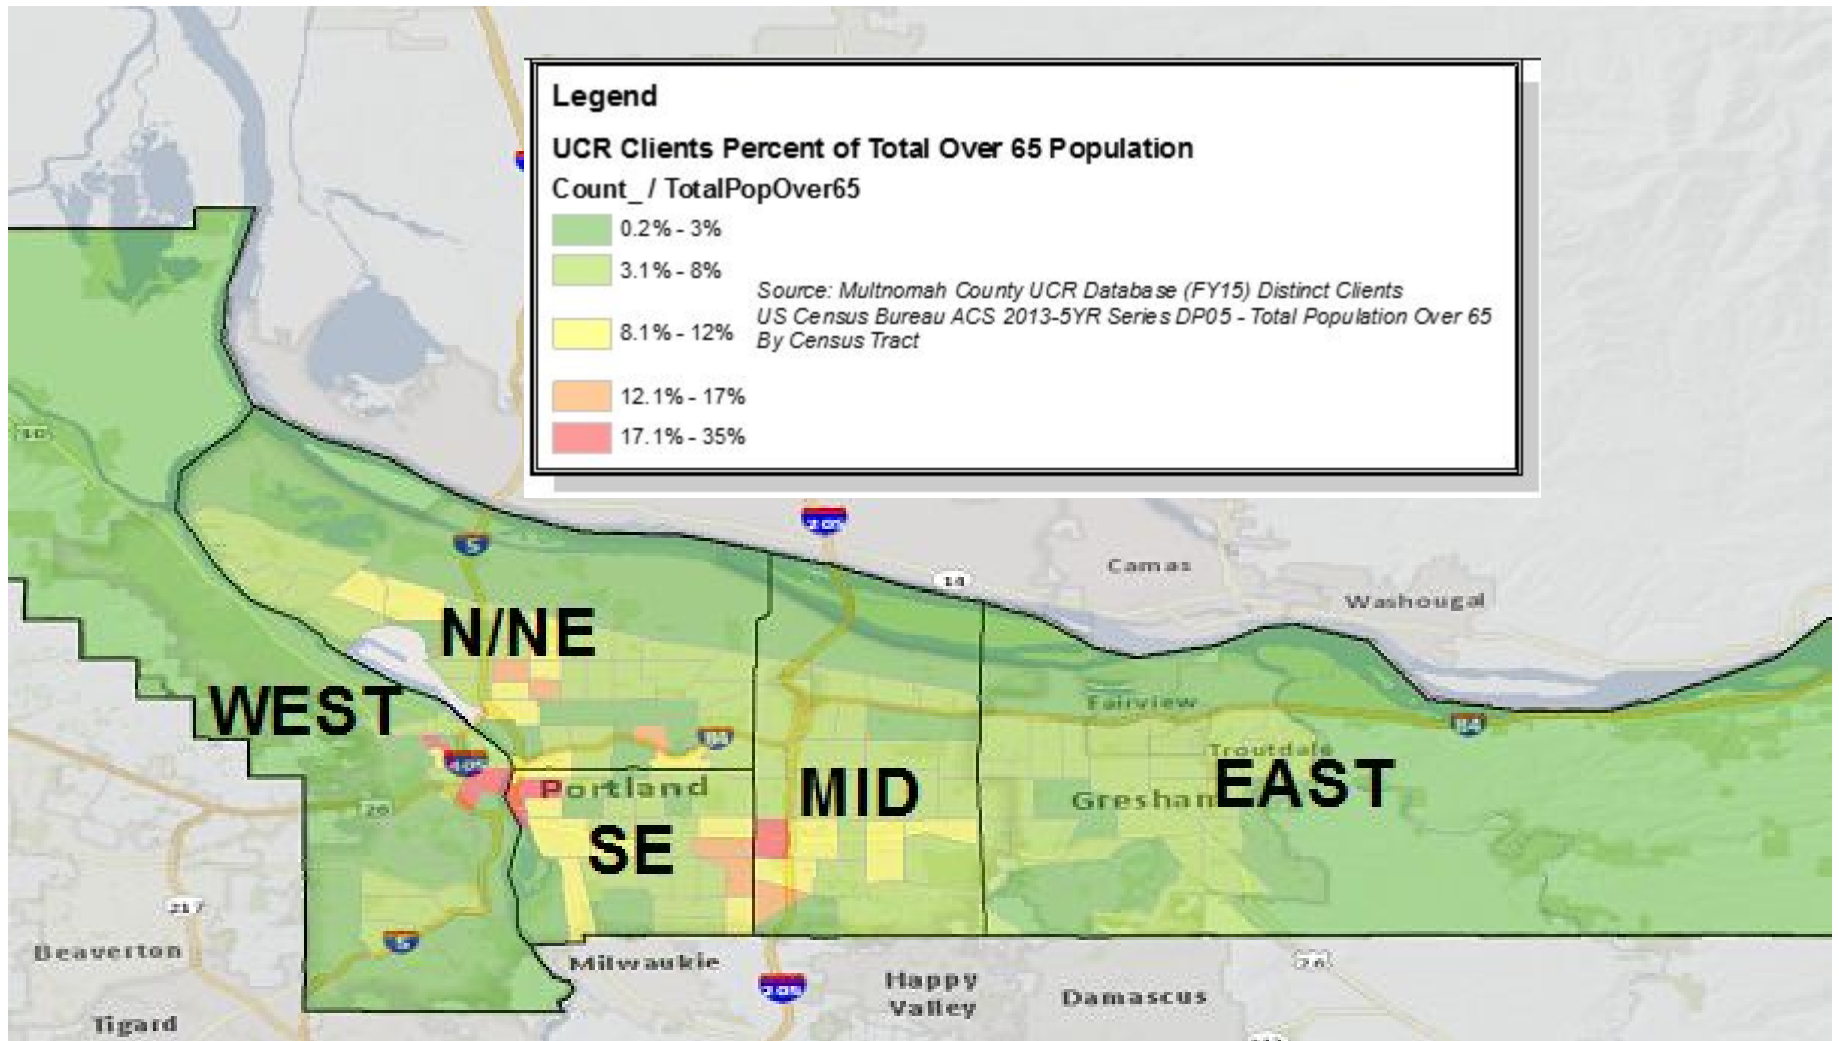 Legend
UCR Clients Percent of Total Over 65 Population
Count_ / TotalPopOver65
0.2% - 3%
3.1% - 8%
Source: Multnomah County UCR Database (FY15) Distinct Clients
US Census Bureau ACS 2013-5YR Series DP05 - Total Population Over 65
8.1% - 12%
By Census Tract
12.1% - 17%
17.1% - 35%
205
5
14
Camas
Washougal
N/NE
WEST
Fairview
84
84
Troutdale
405
Portland
MID
Gresham
EAST
26
SE
217
5
Beaverton
Milwaukie
205
Happy
Valley
26
Damascus
Tigard